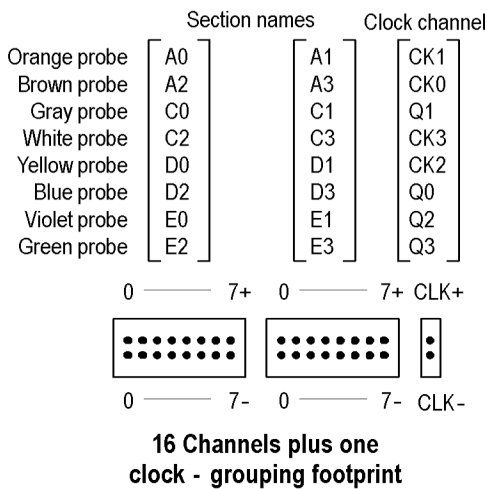 Section names Clock channel
Orange probe A0 A1 CK1
Brown probe A2 A3 CK0
Gray probe C0 C1 Q1
White probe C2 C3 CK3
Yellow probe D0 D1 CK2
Blue probe D2 D3 Q0
Violet probe E0 E1 Q2
Green probe E2 E3 Q3
0 7+ 0 7+ CLK+
0 7- 0 7- CLK-
16 Channels plus one
clock - grouping footprint